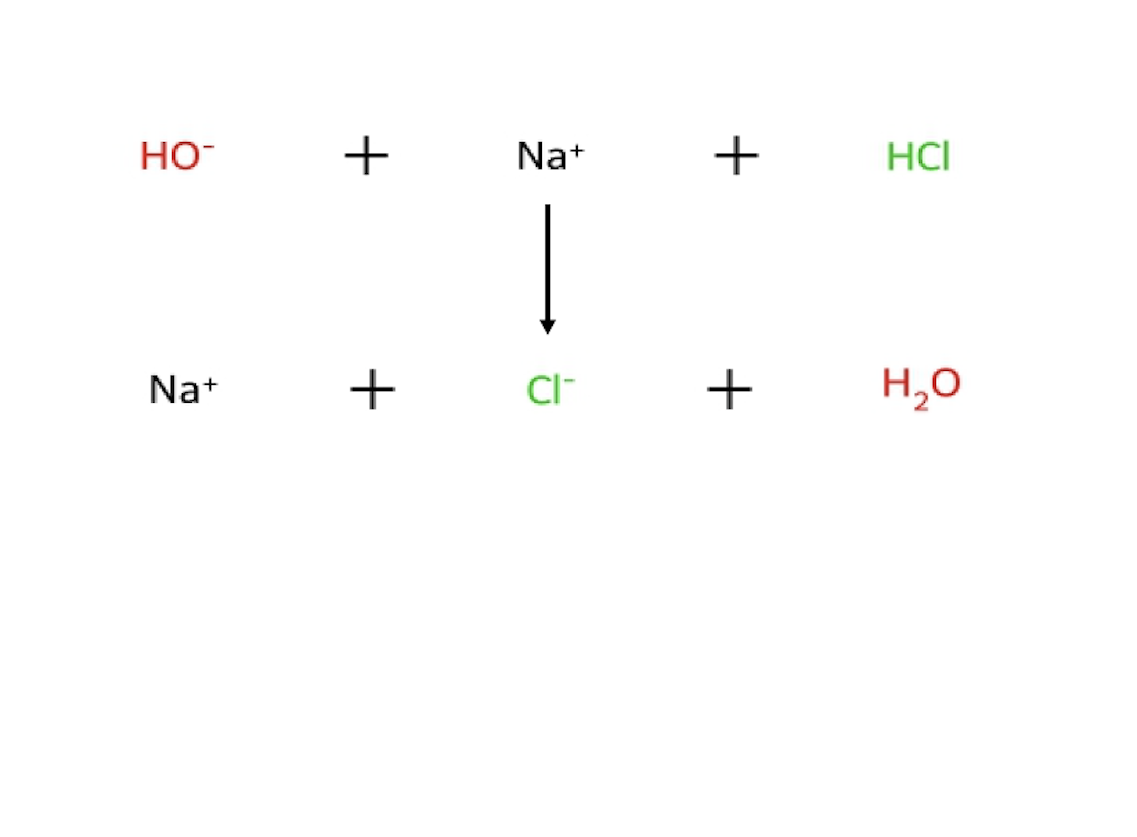 HO⁻ + Na⁺ + HCl
Na⁺ + Cl⁻ + H₂O